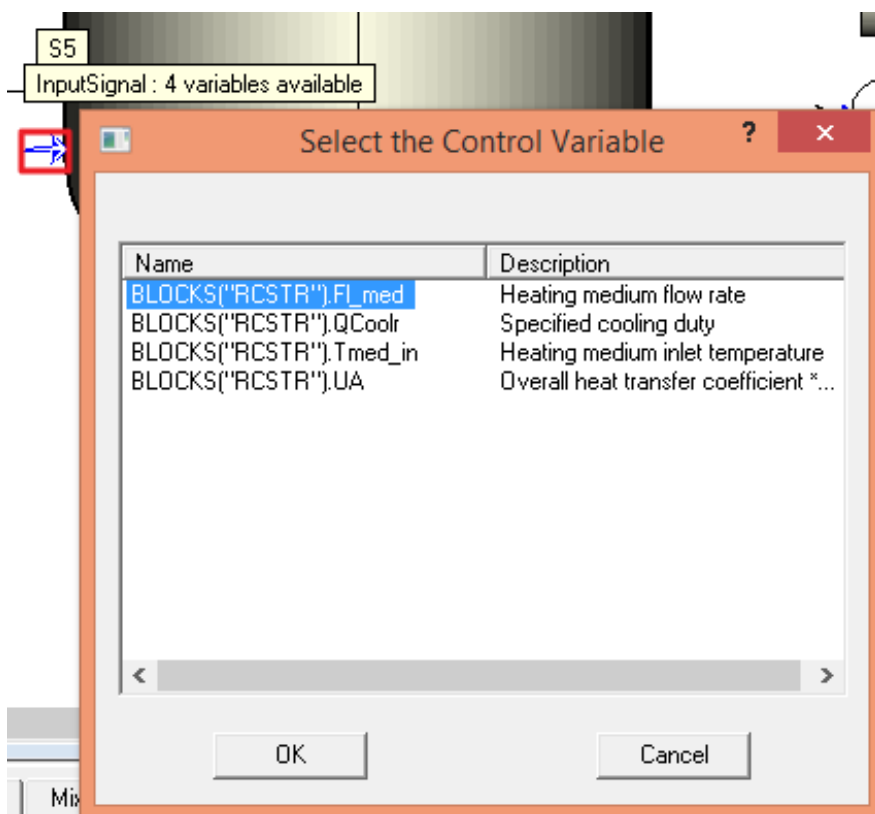 S5
InputSignal : 4 variables available
Select the Control Variable
?
Name Description
BLOCKS("RCSTR").Fl_med Heating medium flow rate
BLOCKS("RCSTR").QCoolr Specified cooling duty
BLOCKS("RCSTR").Tmed_in Heating medium inlet temperature
BLOCKS("RCSTR").UA Overall heat transfer coefficient *...
OK Cancel